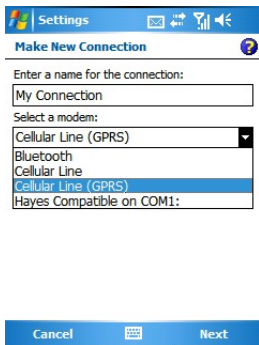 Settings
Make New Connection
Enter a name for the connection:
My Connection
Select a modem:
Cellular Line (GPRS)
Bluetooth
Cellular Line
Cellular Line (GPRS)
Hayes Compatible on COM1:
Cancel
Next